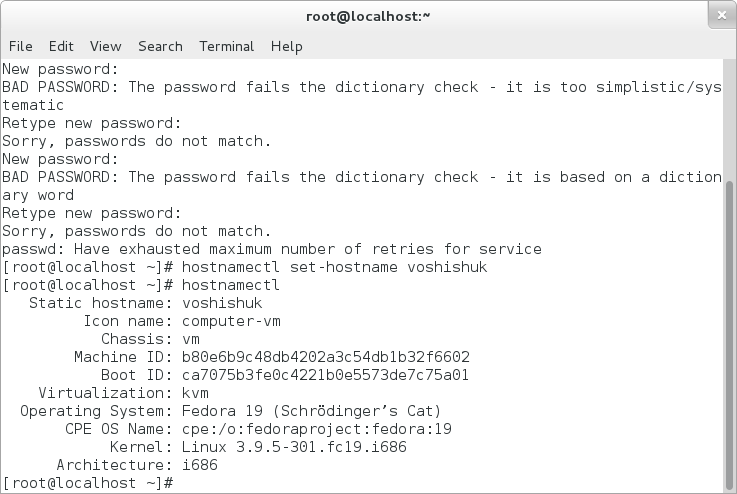 root@localhost:~
File Edit View Search Terminal Help
New password:
BAD PASSWORD: The password fails the dictionary check - it is too simplistic/sys
tematic
Retype new password:
Sorry, passwords do not match.
New password:
BAD PASSWORD: The password fails the dictionary check - it is based on a diction
ary word
Retype new password:
Sorry, passwords do not match.
passwd: Have exhausted maximum number of retries for service
[root@localhost ~]# hostnamectl set-hostname voshishuk
[root@localhost ~]# hostnamectl
Static hostname: voshishuk
Icon name: computer-vm
Chassis: vm
Machine ID: b80e6b9c48db4202a3c54db1b32f6602
Boot ID: ca7075b3fe0c4221b0e5573de7c75a01
Virtualization: kvm
Operating System: Fedora 19 (Schrödinger’s Cat)
CPE OS Name: cpe:/o:fedoraproject:fedora:19
Kernel: Linux 3.9.5-301.fc19.i686
Architecture: i686
[root@localhost ~]#